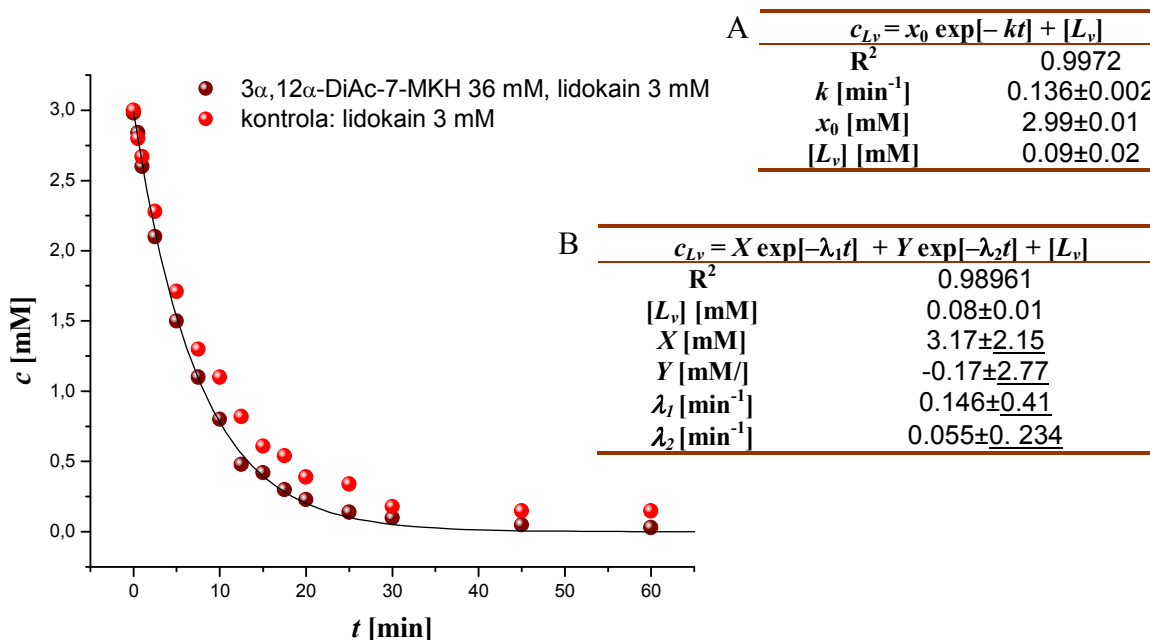 A
c_Lv = x₀ exp[– kt] + [L_v]
R² 0.9972
k [min⁻¹] 0.136±0.002
x₀ [mM] 2.99±0.01
[L_v] [mM] 0.09±0.02
3α,12α-DiAc-7-MKH 36 mM, lidokain 3 mM
kontrola: lidokain 3 mM
B
c_Lv = X exp[–λ₁t] + Y exp[–λ₂t] + [L_v]
R² 0.98961
[L_v] [mM] 0.08±0.01
X [mM] 3.17±2.15
Y [mM/] -0.17±2.77
λ₁ [min⁻¹] 0.146±0.41
λ₂ [min⁻¹] 0.055±0. 234
c [mM]
3,0
2,5
2,0
1,5
1,0
0,5
0,0
0 10 20 30 40 50 60
t [min]